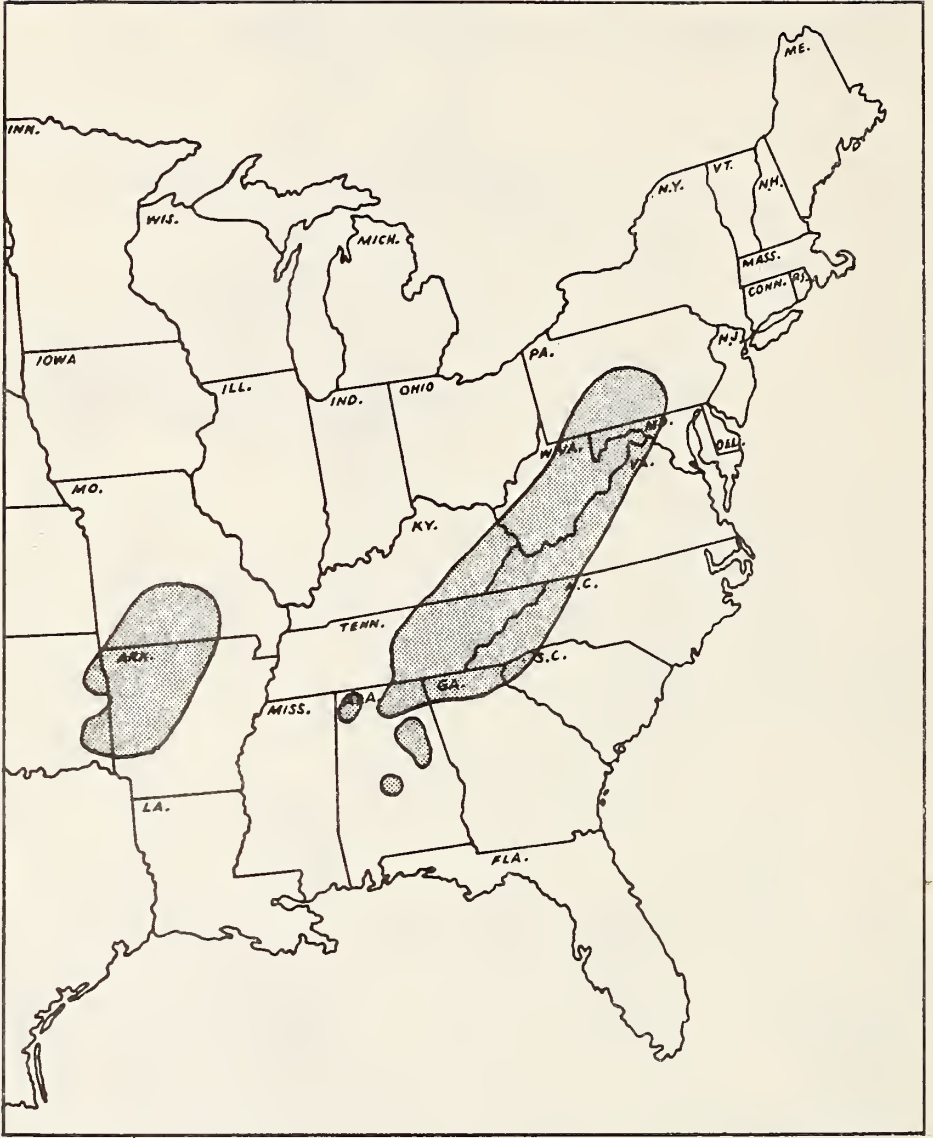 ME.
INN.
VT.
N.Y.
N.H.
WIS.
MICH.
MASS.
CONN.
R.I.
N.J.
IOWA
PA.
ILL.
IND.
OHIO
MD.
DEL.
W.VA.
VA.
MO.
KY.
N.C.
TENN.
ARK.
S.C.
GA.
A.
MISS.
LA.
FLA.